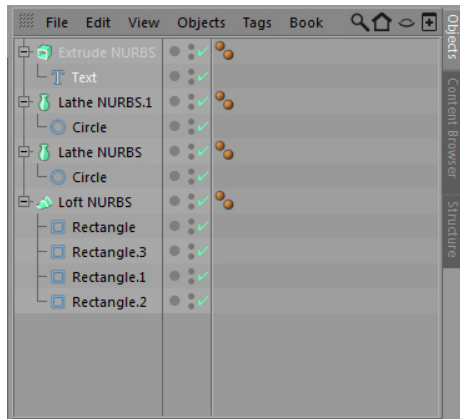 File Edit View Objects Tags Book
Extrude NURBS
Text
Lathe NURBS.1
Circle
Lathe NURBS
Circle
Loft NURBS
Rectangle
Rectangle.3
Rectangle.1
Rectangle.2
Objects
Content Browser
Structure